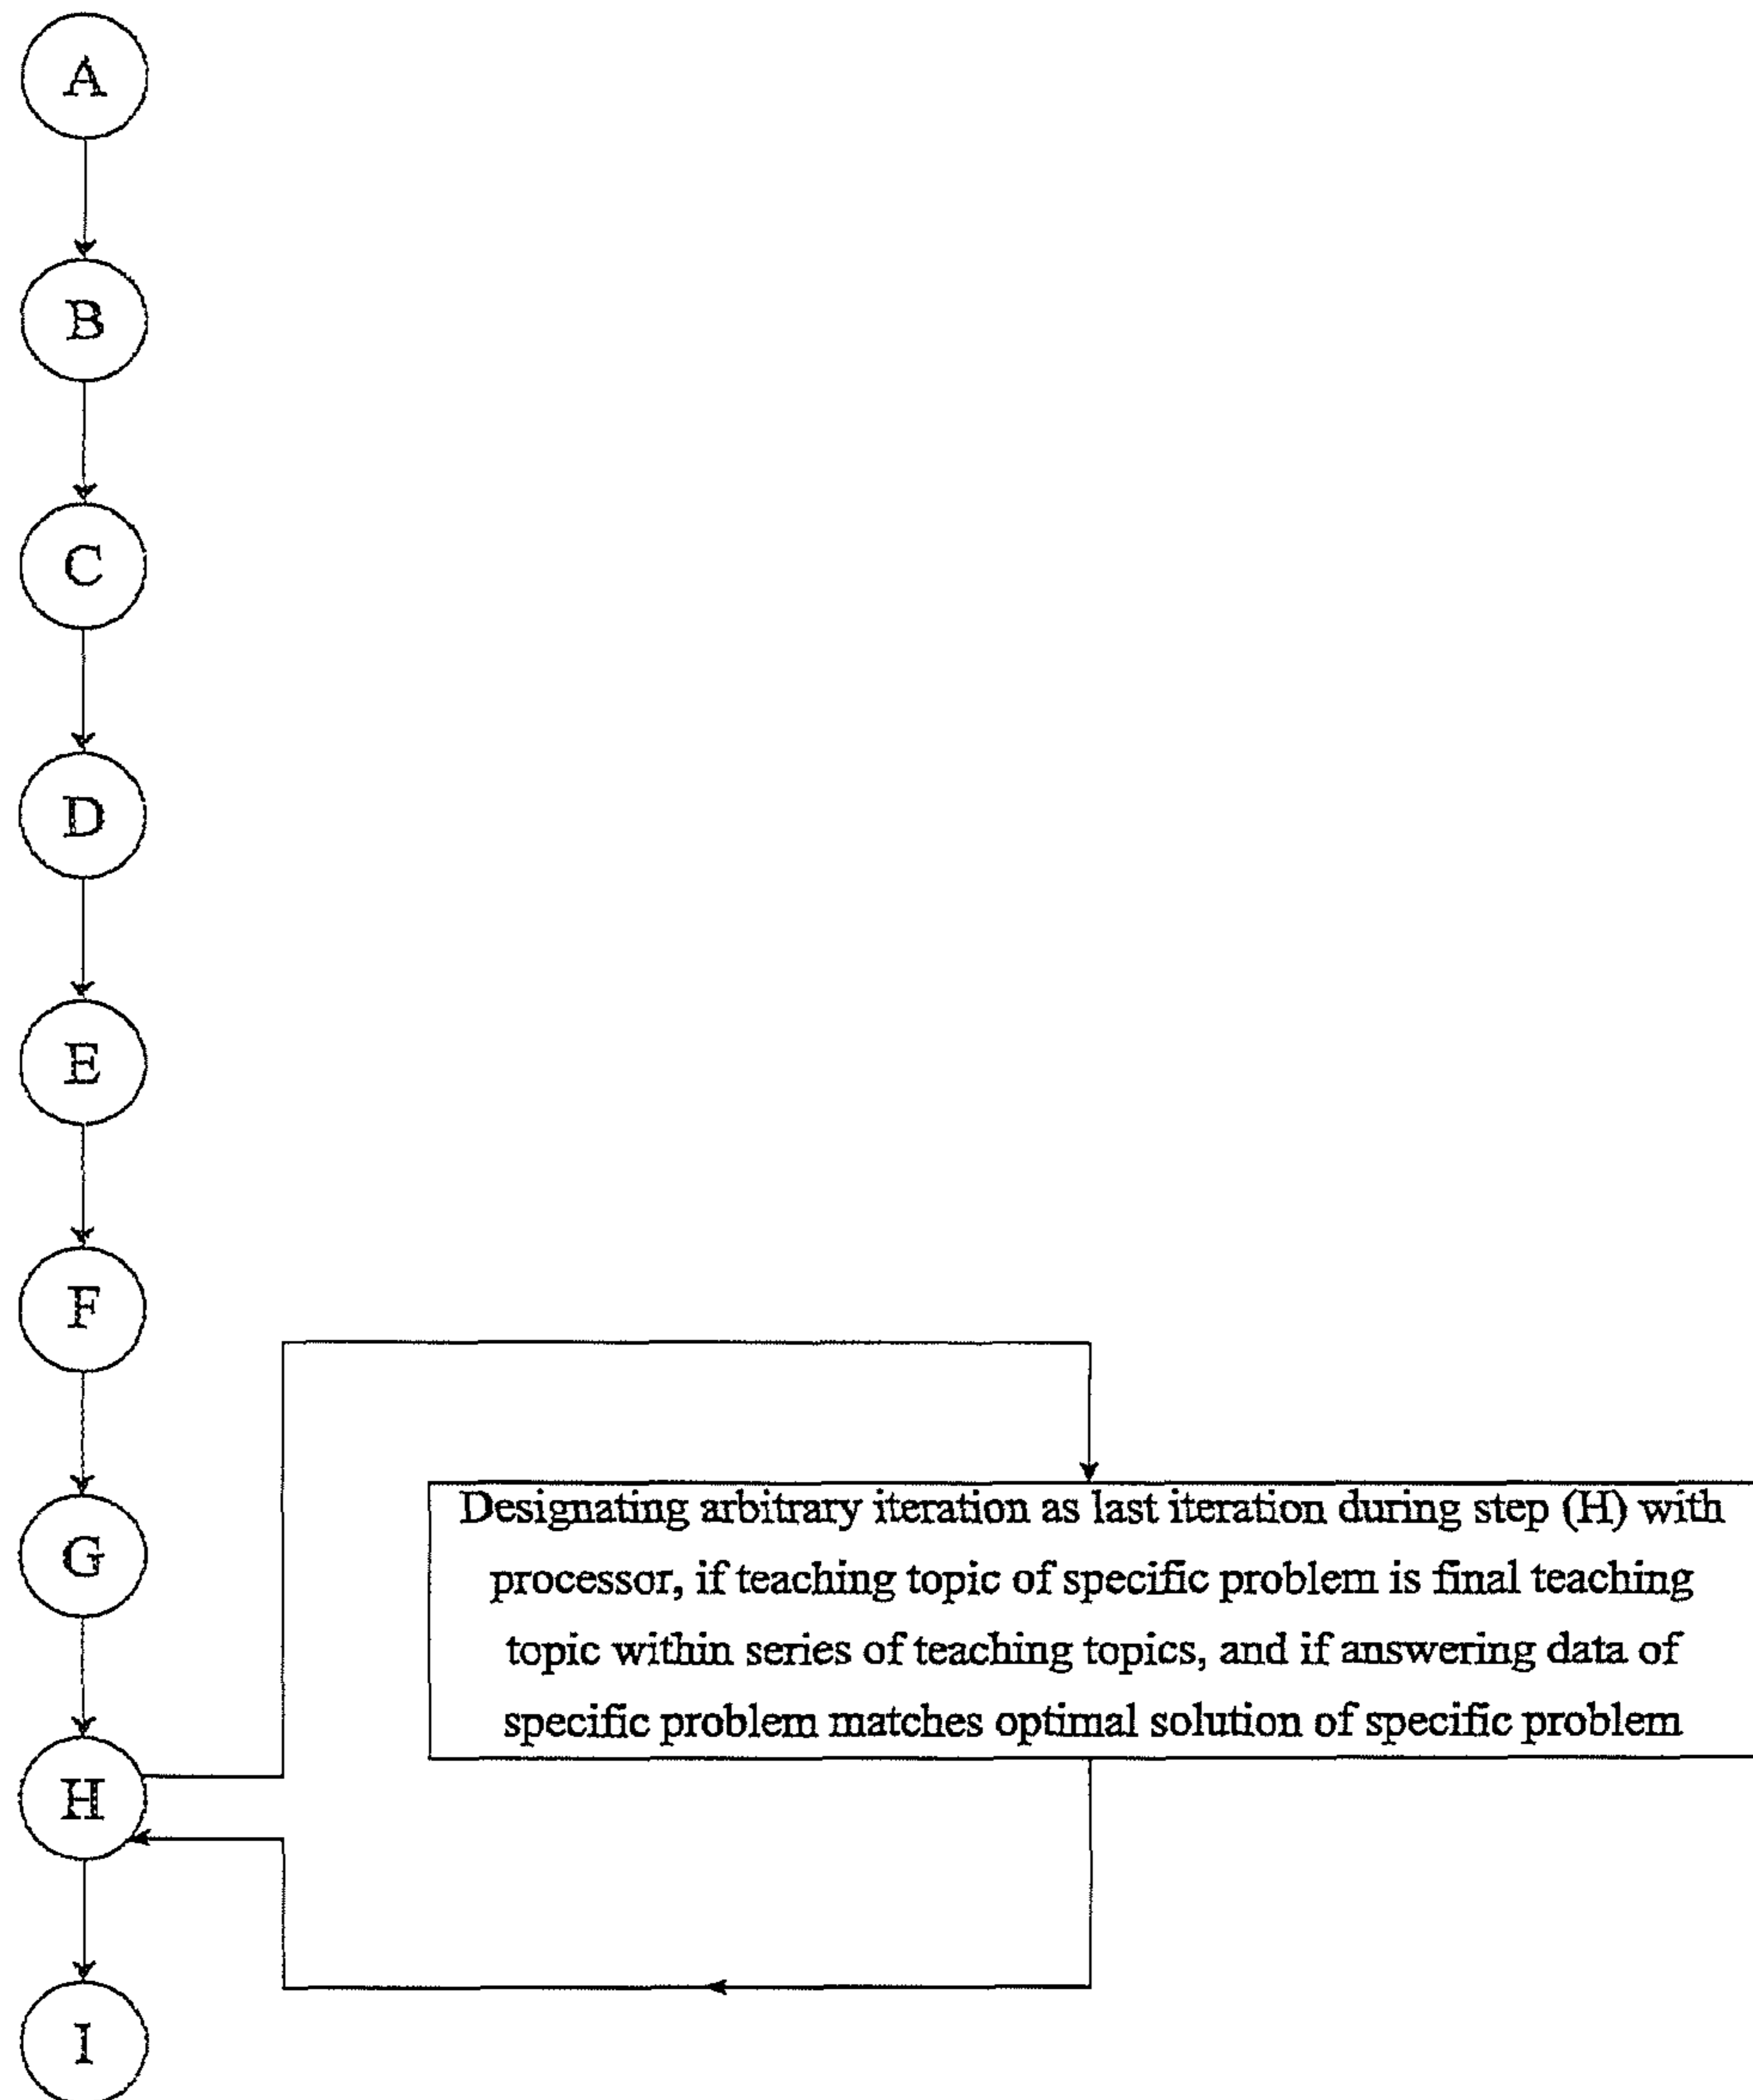 A
B
C
D
E
F
G
Designating arbitrary iteration as last iteration during step (H) with
processor, if teaching topic of specific problem is final teaching
topic within series of teaching topics, and if answering data of
specific problem matches optimal solution of specific problem
H
I